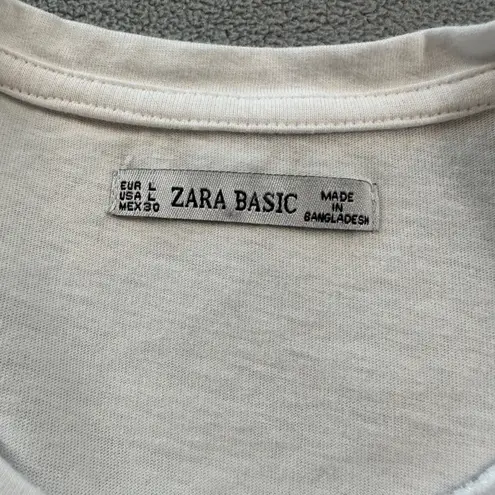 EUR L
USA L
MEX 30
ZARA BASIC
MADE
IN
BANGLADESH